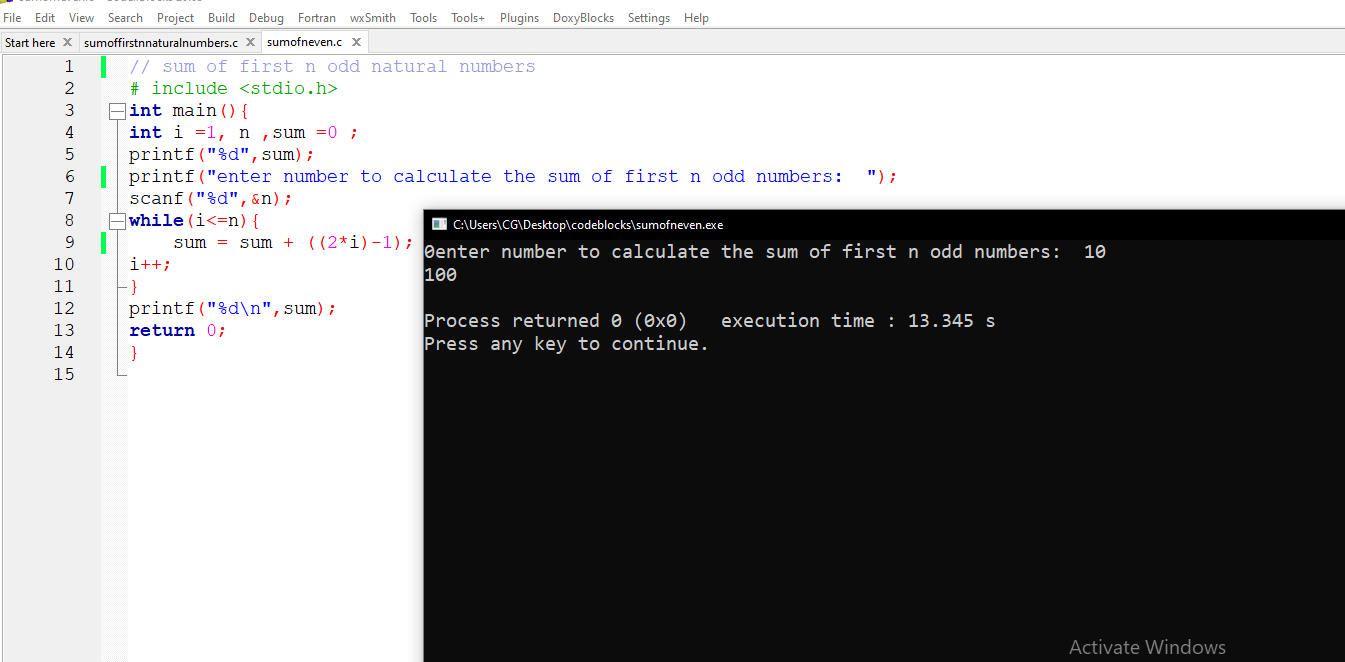 File Edit View Search Project Build Debug Fortran wxSmith Tools Tools+ Plugins DoxyBlocks Settings Help
Start here sumoffirstnnaturalnumbers.c sumofneven.c
1 // sum of first n odd natural numbers
2 # include <stdio.h>
3 int main(){
4 int i =1, n ,sum =0 ;
5 printf("%d",sum);
6 printf("enter number to calculate the sum of first n odd numbers:  ");
7 scanf("%d",&n);
8 while(i<=n){
9 sum = sum + ((2*i)-1);
10 i++;
11 }
12 printf("%d\n",sum);
13 return 0;
14 }
15
C:\Users\CG\Desktop\codeblocks\sumofneven.exe
0enter number to calculate the sum of first n odd numbers:  10
100
Process returned 0 (0x0)   execution time : 13.345 s
Press any key to continue.
Activate Windows